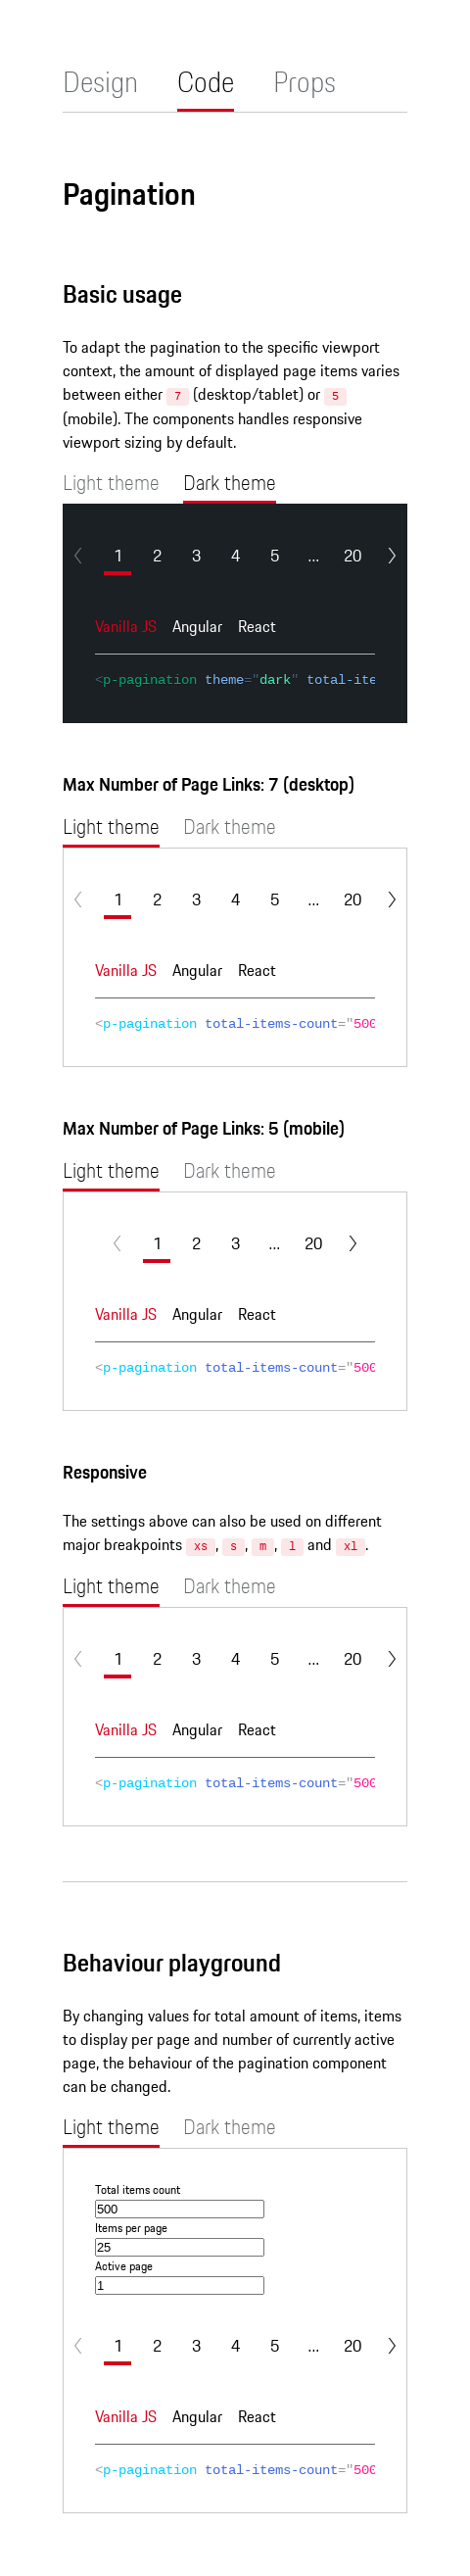 Design Code Props
Pagination
Basic usage
To adapt the pagination to the specific viewport
context, the amount of displayed page items varies
between either 7 (desktop/tablet) or 5
(mobile). The components handles responsive
viewport sizing by default.
Light theme Dark theme
1 2 3 4 5 ... 20
Vanilla JS Angular React
<p-pagination theme="dark" total-ite
Max Number of Page Links: 7 (desktop)
Light theme Dark theme
1 2 3 4 5 ... 20
Vanilla JS Angular React
<p-pagination total-items-count="500
Max Number of Page Links: 5 (mobile)
Light theme Dark theme
1 2 3 ... 20
Vanilla JS Angular React
<p-pagination total-items-count="500
Responsive
The settings above can also be used on different
major breakpoints xs, s, m, l and xl.
Light theme Dark theme
1 2 3 4 5 ... 20
Vanilla JS Angular React
<p-pagination total-items-count="500
Behaviour playground
By changing values for total amount of items, items
to display per page and number of currently active
page, the behaviour of the pagination component
can be changed.
Light theme Dark theme
Total items count
500
Items per page
25
Active page
1
1 2 3 4 5 ... 20
Vanilla JS Angular React
<p-pagination total-items-count="500